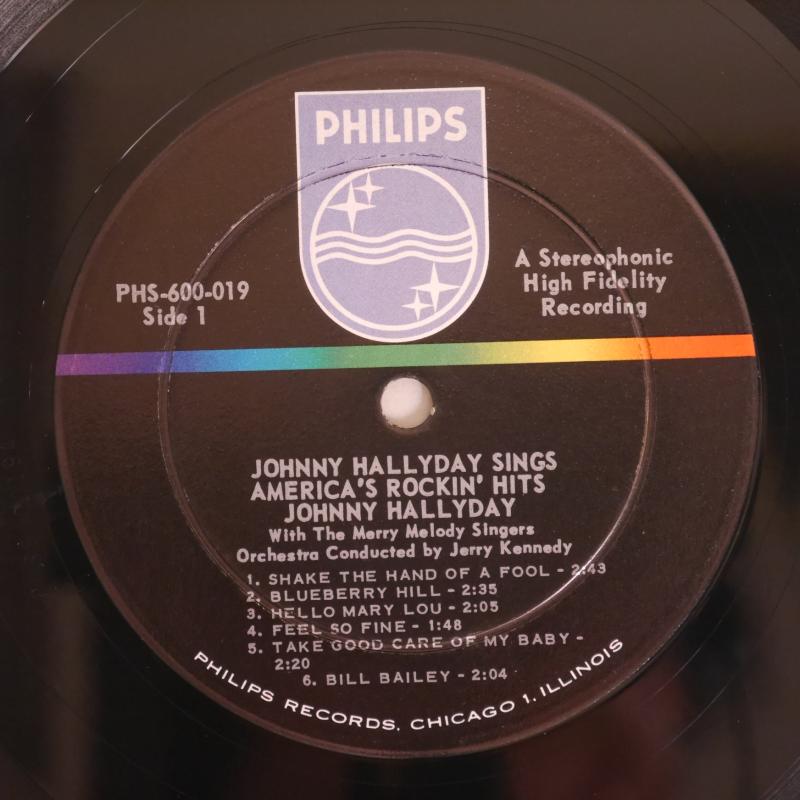 PHILIPS
PHS-600-019
Side 1
A Stereophonic
High Fidelity
Recording
JOHNNY HALLYDAY SINGS
AMERICA'S ROCKIN' HITS
JOHNNY HALLYDAY
With The Merry Melody Singers
Orchestra Conducted by Jerry Kennedy
1. SHAKE THE HAND OF A FOOL - 2:43
2. BLUEBERRY HILL - 2:35
3. HELLO MARY LOU - 2:05
4. FEEL SO FINE - 1:48
5. TAKE GOOD CARE OF MY BABY -
2:20
6. BILL BAILEY - 2:04
PHILIPS RECORDS, CHICAGO 1, ILLINOIS